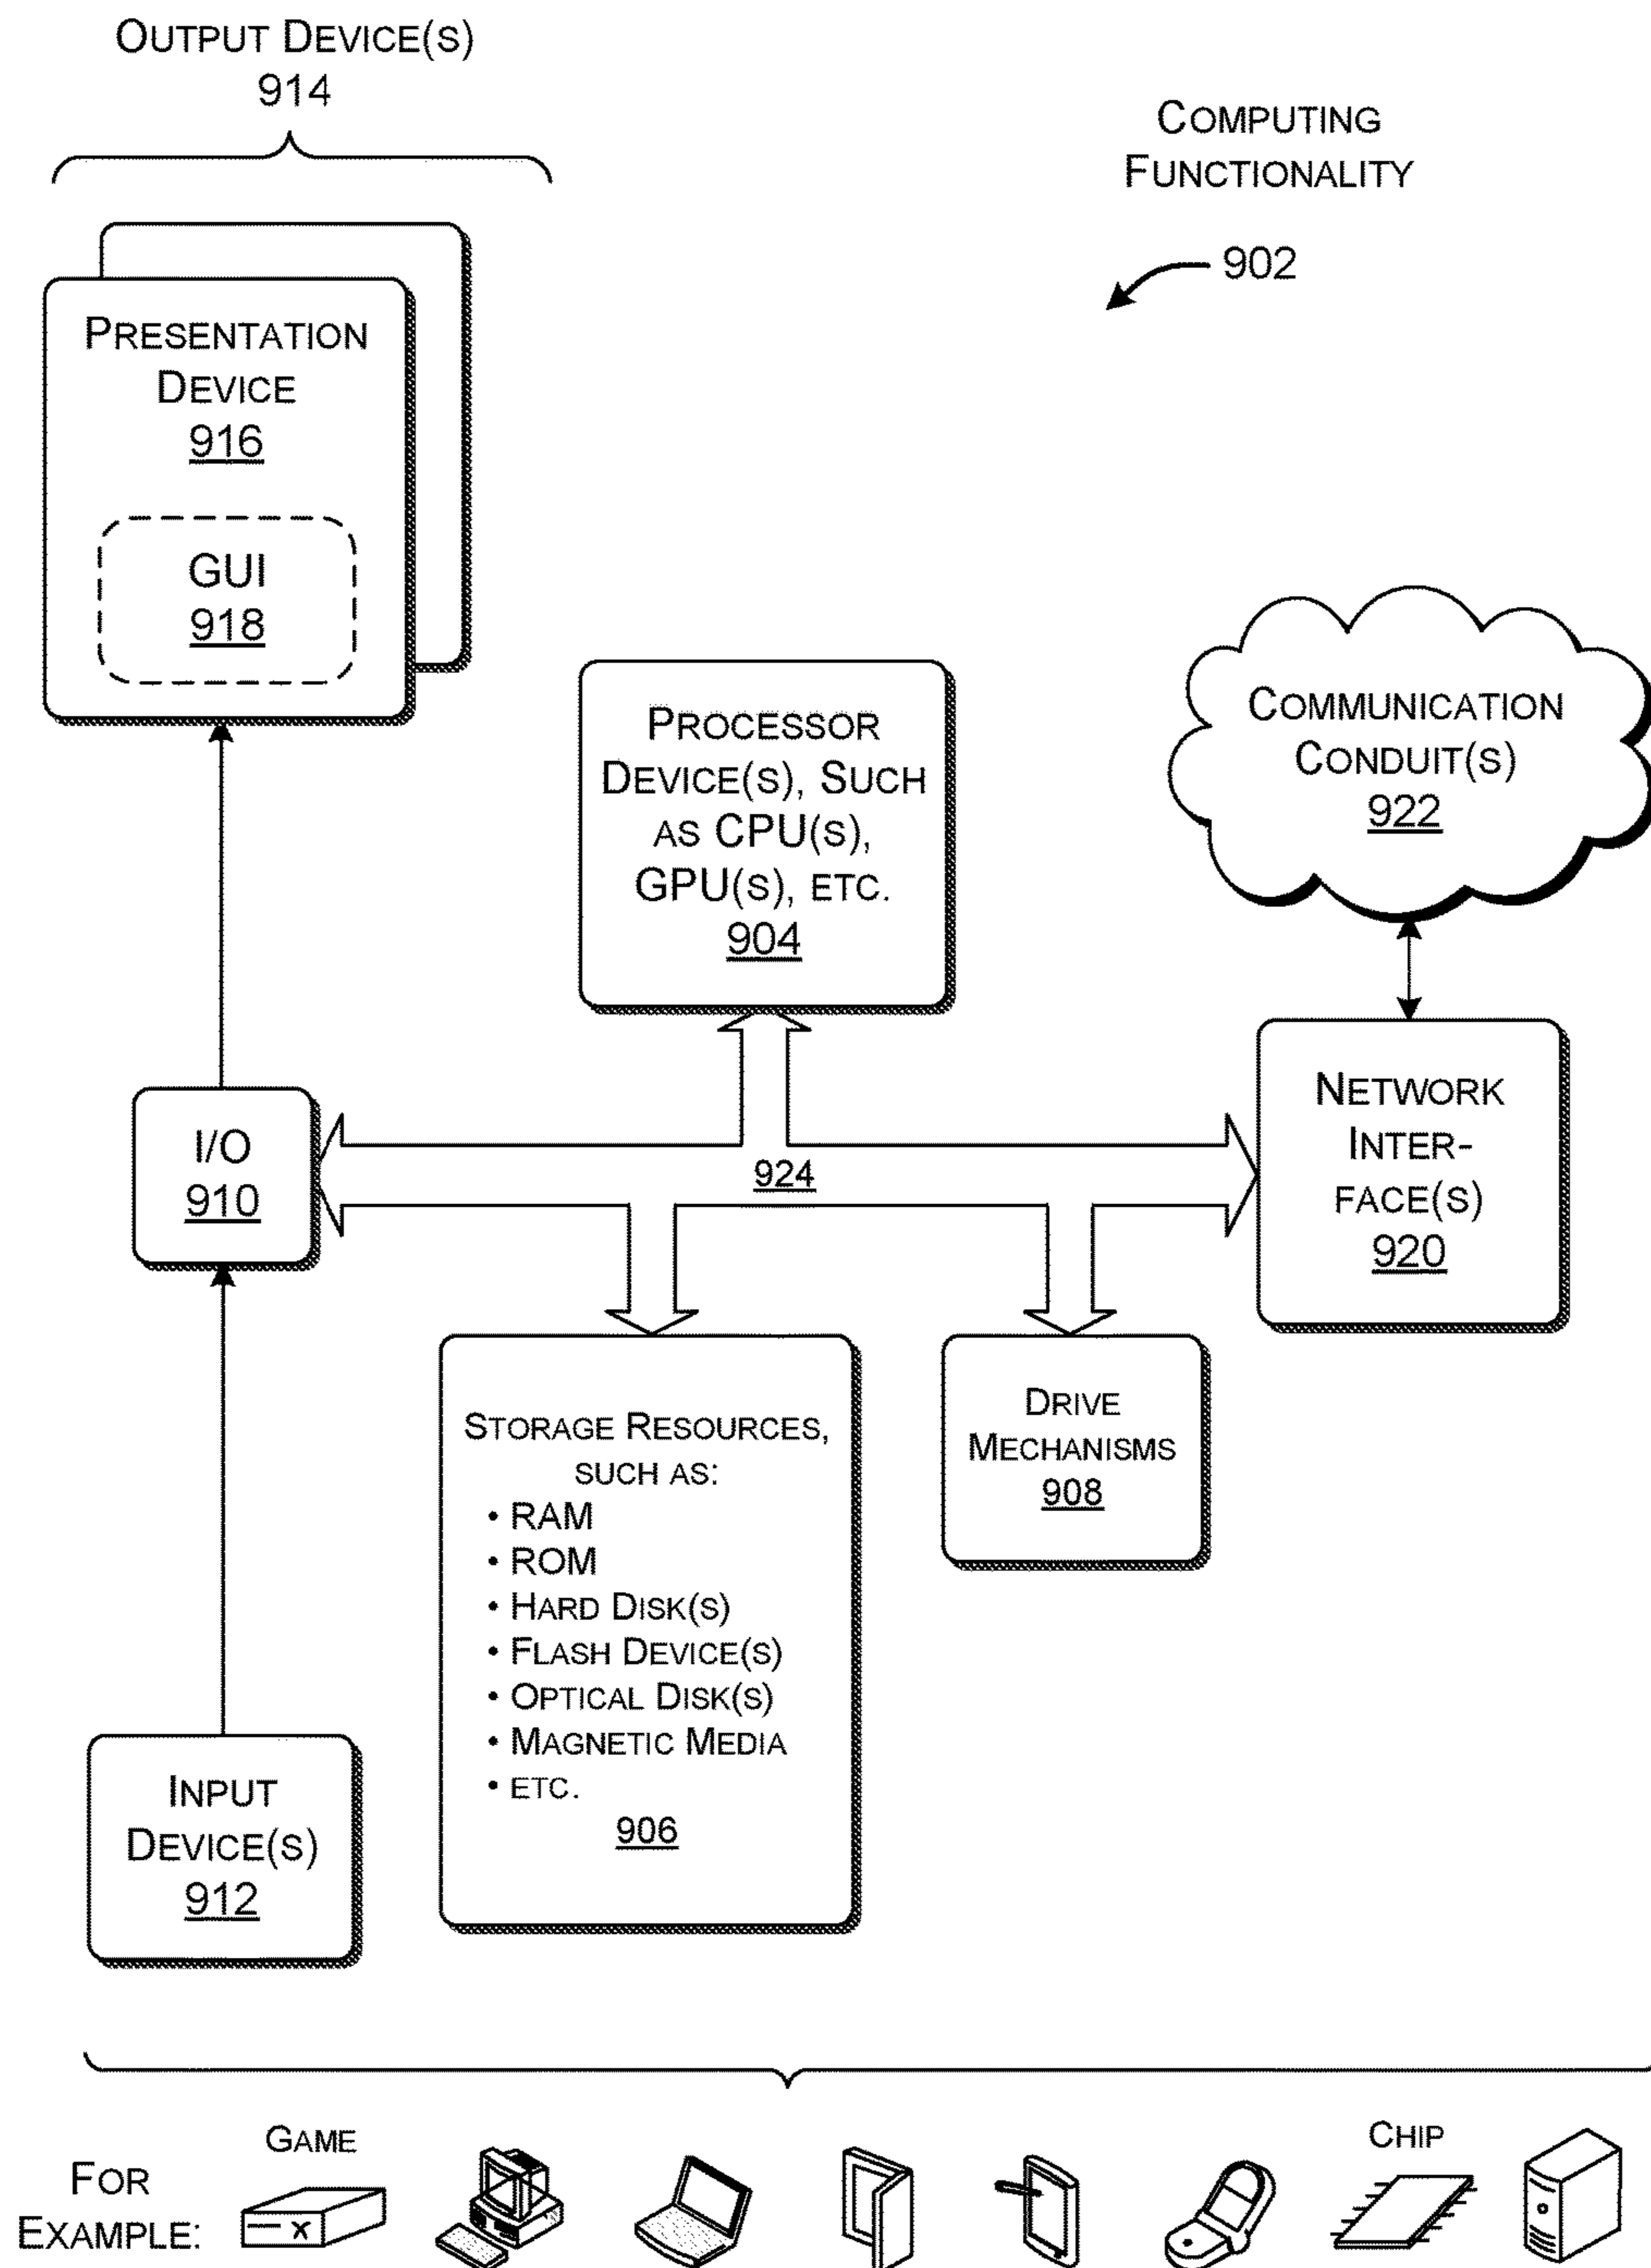 OUTPUT DEVICE(S)
914
COMPUTING
FUNCTIONALITY
902
PRESENTATION
DEVICE
916
GUI
918
PROCESSOR
DEVICE(S), SUCH
AS CPU(S),
GPU(S), ETC.
904
COMMUNICATION
CONDUIT(S)
922
I/O
910
924
NETWORK
INTER-
FACE(S)
920
STORAGE RESOURCES,
SUCH AS:
• RAM
• ROM
• HARD DISK(S)
• FLASH DEVICE(S)
• OPTICAL DISK(S)
• MAGNETIC MEDIA
• ETC.
906
DRIVE
MECHANISMS
908
INPUT
DEVICE(S)
912
FOR
EXAMPLE:
GAME
X
CHIP